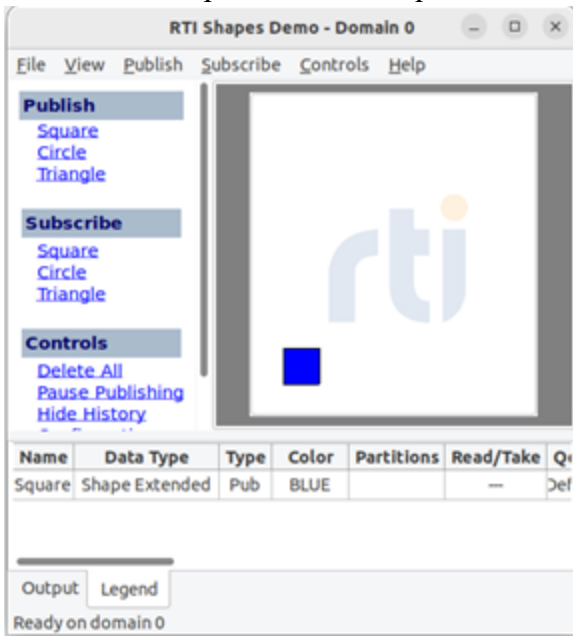 RTI Shapes Demo - Domain 0
File View Publish Subscribe Controls Help
Publish
Square
Circle
Triangle
Subscribe
Square
Circle
Triangle
Controls
Delete All
Pause Publishing
Hide History
rti
Name Data Type Type Color Partitions Read/Take
Square Shape Extended Pub BLUE --- Def
Output Legend
Ready on domain 0